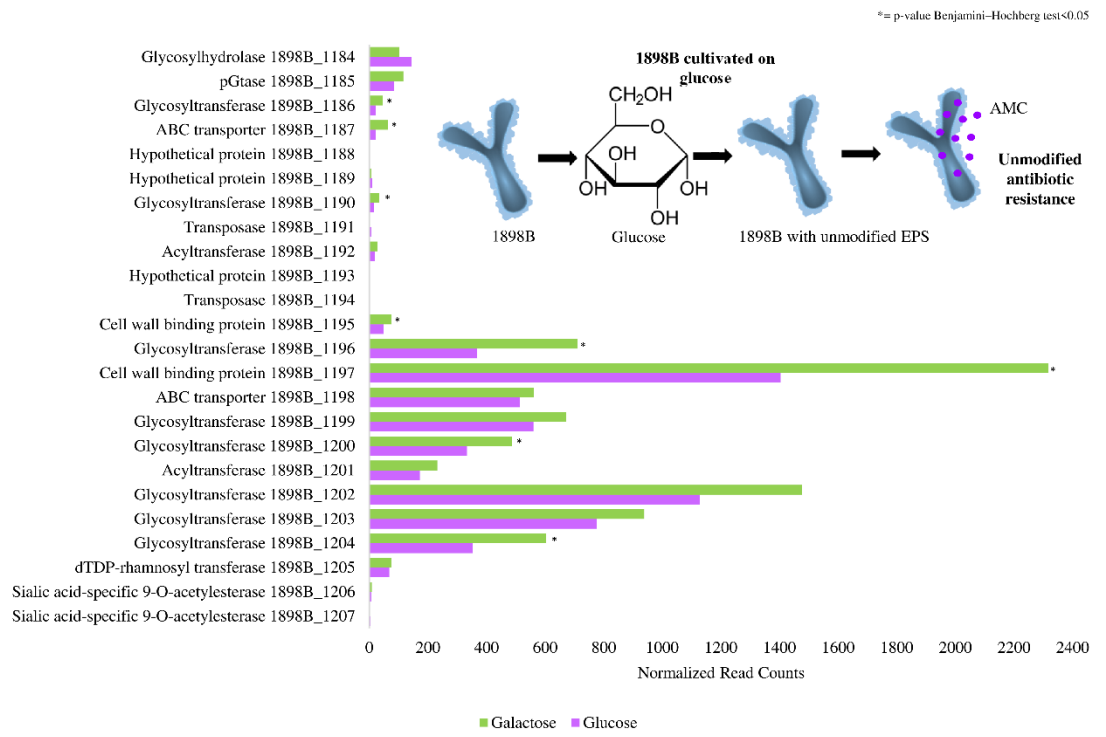 *= p-value Benjamini–Hochberg test<0.05
Glycosylhydrolase 1898B_1184
pGtase 1898B_1185
Glycosyltransferase 1898B_1186
*
ABC transporter 1898B_1187
*
Hypothetical protein 1898B_1188
Hypothetical protein 1898B_1189
Glycosyltransferase 1898B_1190
*
Transposase 1898B_1191
Acyltransferase 1898B_1192
Hypothetical protein 1898B_1193
Transposase 1898B_1194
Cell wall binding protein 1898B_1195
*
Glycosyltransferase 1898B_1196
*
Cell wall binding protein 1898B_1197
*
ABC transporter 1898B_1198
Glycosyltransferase 1898B_1199
Glycosyltransferase 1898B_1200
*
Acyltransferase 1898B_1201
Glycosyltransferase 1898B_1202
Glycosyltransferase 1898B_1203
Glycosyltransferase 1898B_1204
*
dTDP-rhamnosyl transferase 1898B_1205
Sialic acid-specific 9-O-acetylesterase 1898B_1206
Sialic acid-specific 9-O-acetylesterase 1898B_1207
0 200 400 600 800 1000 1200 1400 1600 1800 2000 2200 2400
Normalized Read Counts
Galactose Glucose
1898B cultivated on
glucose
CH₂OH
O
OH
OH
OH
OH
1898B
Glucose
1898B with unmodified EPS
AMC
Unmodified
antibiotic
resistance